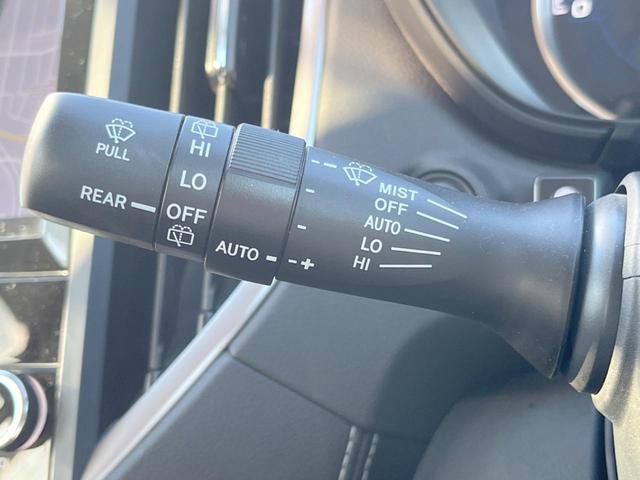 PULL
REAR
HI
LO
OFF
AUTO
- +
MIST
OFF
AUTO
LO
HI